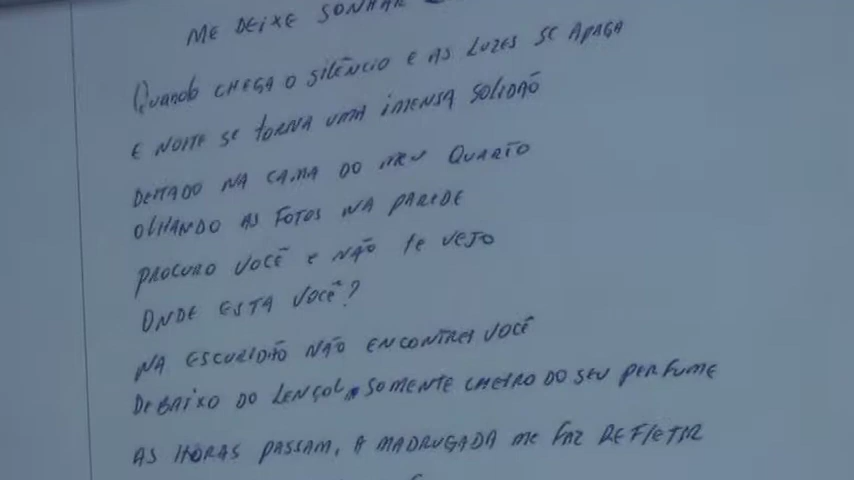 ME DEIXE SONHAR
QUANDO CHEGA O SILÊNCIO E AS LUZES SE APAGA
E NOITE SE TORNA UMA IMENSA SOLIDÃO
DEITADO NA CAMA DO MEU QUARTO
OLHANDO AS FOTOS NA PAREDE
PROCURO VOCÊ E NÃO TE VEJO
ONDE ESTA VOCÊ?
NA ESCURIDÃO NÃO ENCONTREI VOCÊ
DEBAIXO DO LENÇOL, SOMENTE CHEIRO DO SEU PERFUME
AS HORAS PASSAM, A MADRUGADA ME FAZ REFLETIR